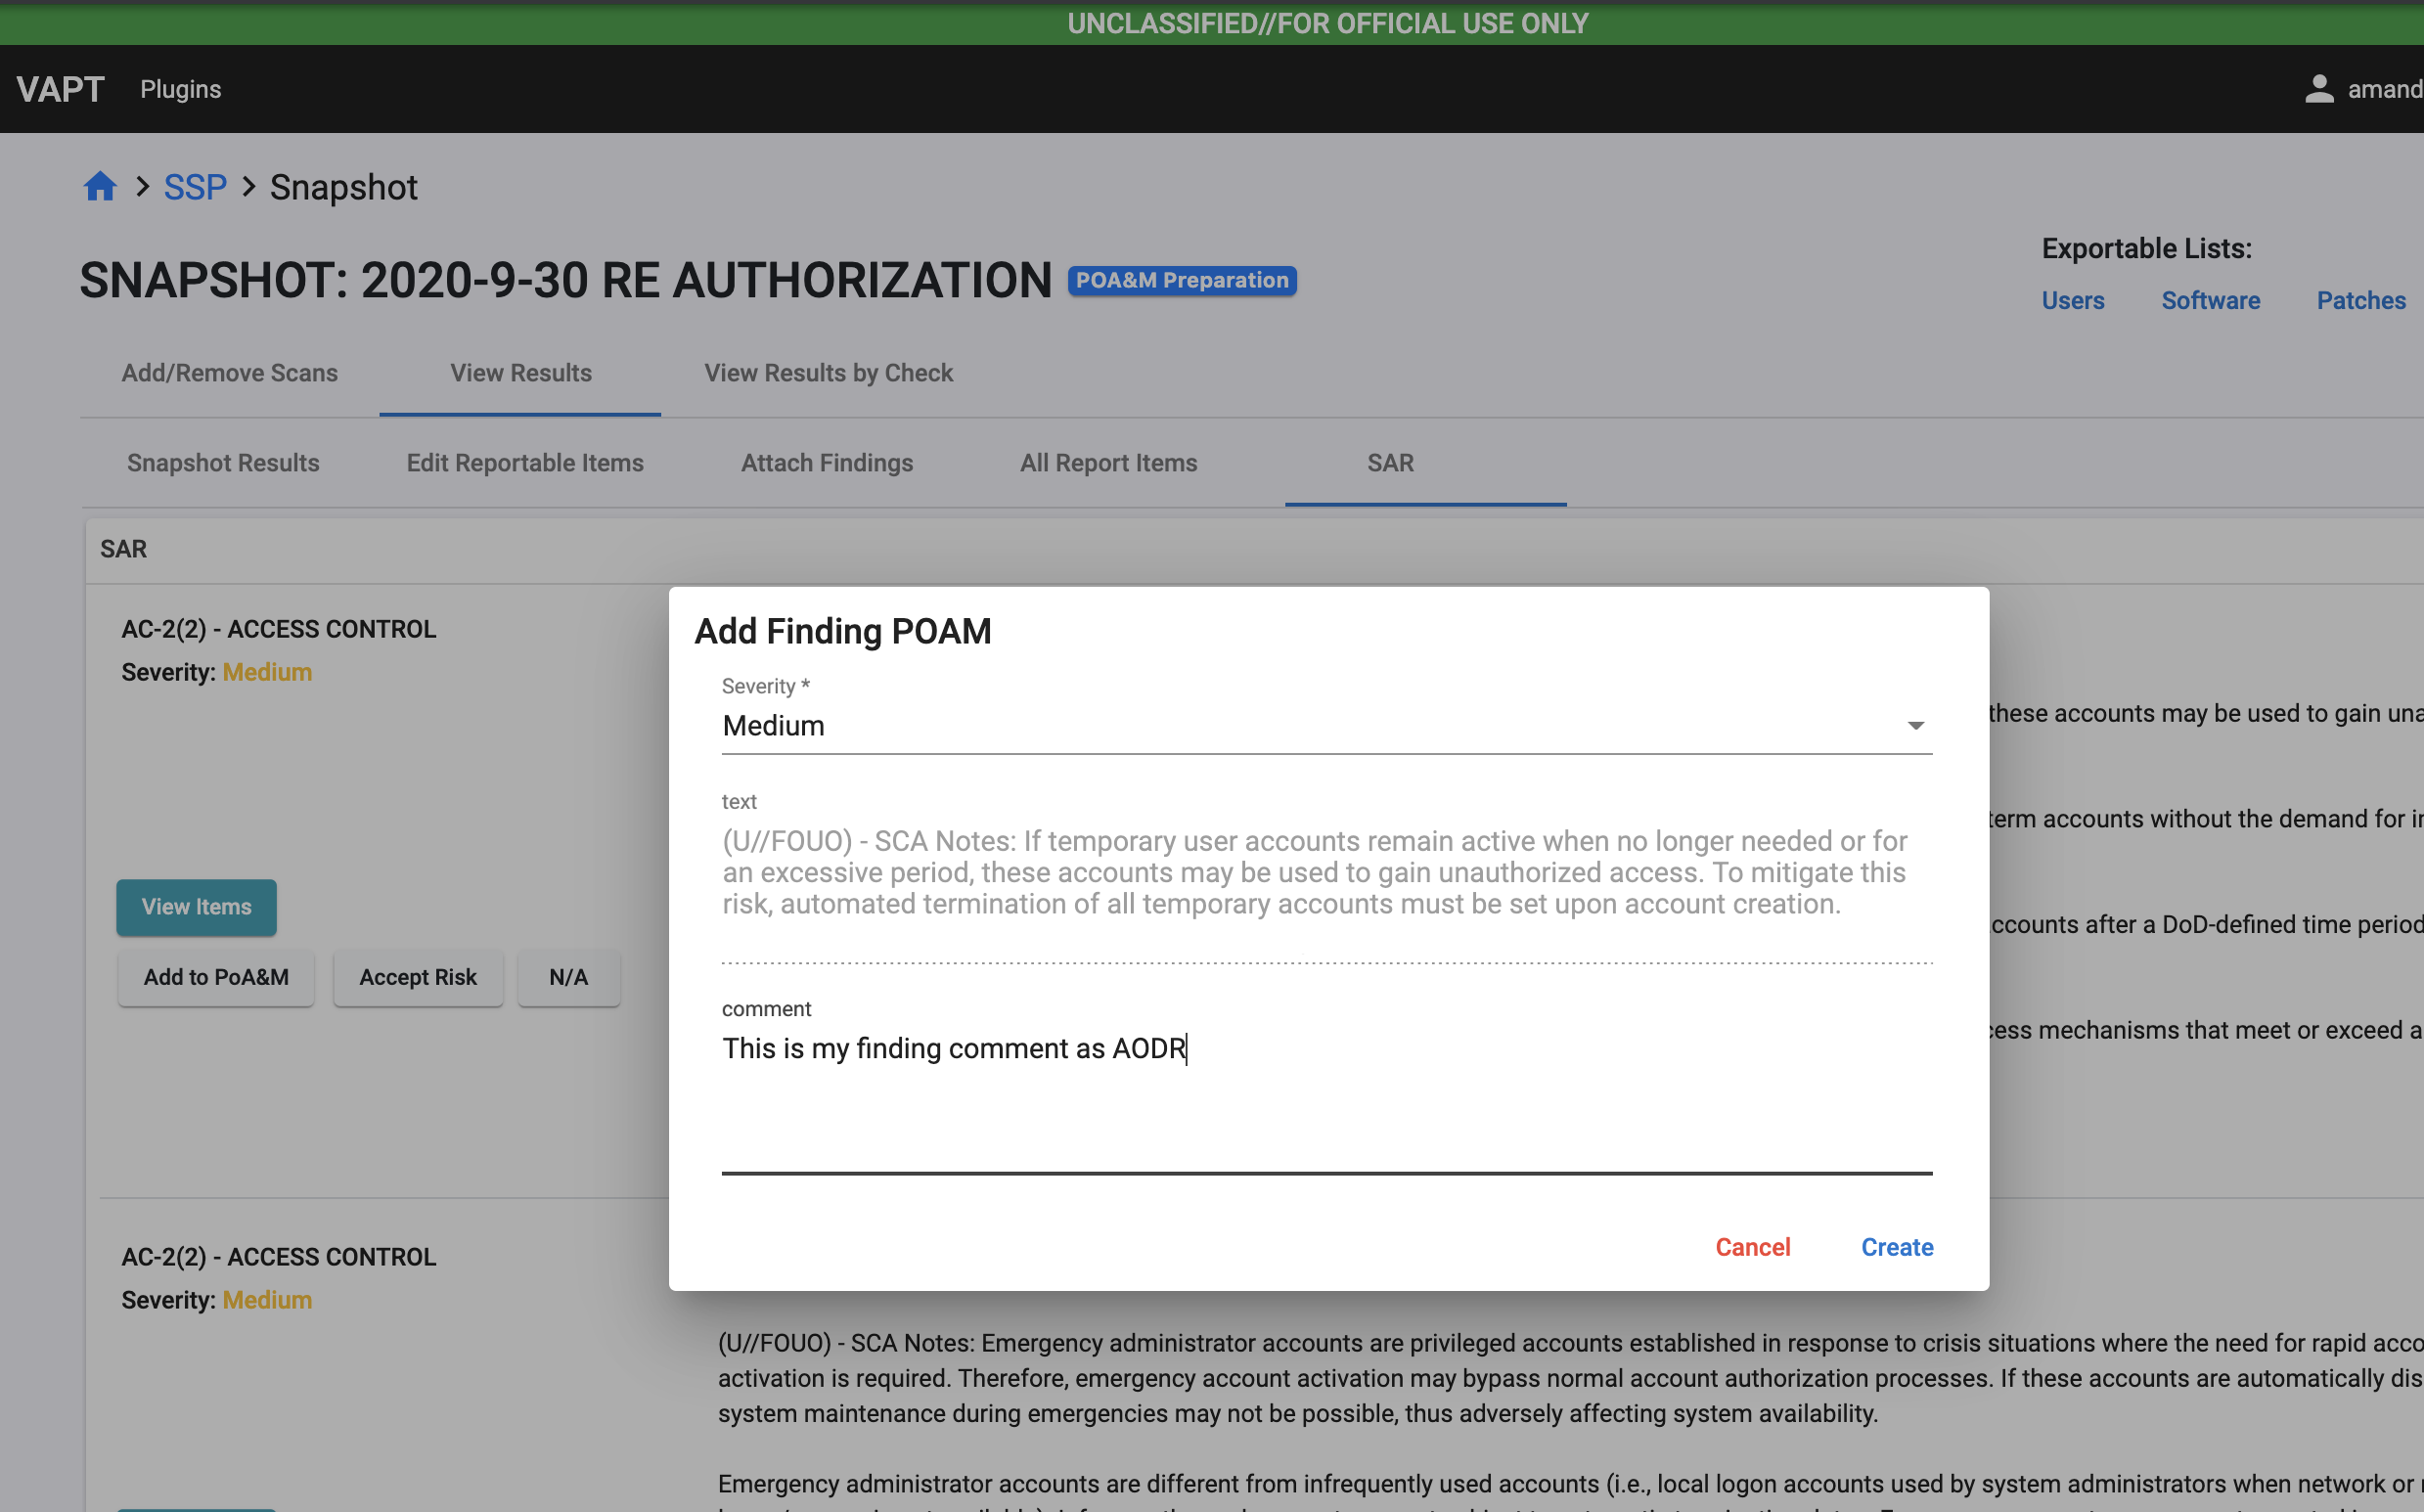 UNCLASSIFIED//FOR OFFICIAL USE ONLY
VAPT Plugins amand
> SSP > Snapshot
SNAPSHOT: 2020-9-30 RE AUTHORIZATION POA&M Preparation
Exportable Lists:
Users Software Patches
Add/Remove Scans View Results View Results by Check
Snapshot Results Edit Reportable Items Attach Findings All Report Items SAR
SAR
AC-2(2) - ACCESS CONTROL
Severity: Medium
View Items
Add to PoA&M Accept Risk N/A
Add Finding POAM
Severity *
Medium
text
(U//FOUO) - SCA Notes: If temporary user accounts remain active when no longer needed or for
an excessive period, these accounts may be used to gain unauthorized access. To mitigate this
risk, automated termination of all temporary accounts must be set upon account creation.
comment
This is my finding comment as AODR
Cancel Create
these accounts may be used to gain una
term accounts without the demand for
accounts after a DoD-defined time period
cess mechanisms that meet or exceed a
AC-2(2) - ACCESS CONTROL
Severity: Medium
(U//FOUO) - SCA Notes: Emergency administrator accounts are privileged accounts established in response to crisis situations where the need for rapid acco
activation is required. Therefore, emergency account activation may bypass normal account authorization processes. If these accounts are automatically dis
system maintenance during emergencies may not be possible, thus adversely affecting system availability.
Emergency administrator accounts are different from infrequently used accounts (i.e., local logon accounts used by system administrators when network or